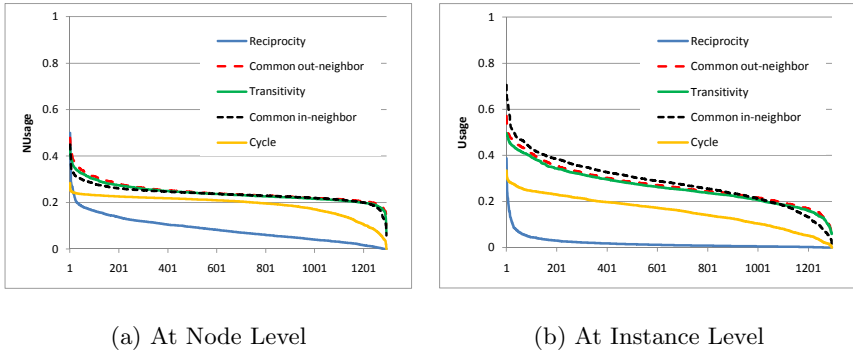 1
0.8
0.6
0.4
0.2
0
NUsage
Reciprocity
Common out-neighbor
Transitivity
Common in-neighbor
Cycle
1 201 401 601 801 1001 1201
(a) At Node Level
1
0.8
0.6
0.4
0.2
0
Usage
Reciprocity
Common out-neighbor
Transitivity
Common in-neighbor
Cycle
1 201 401 601 801 1001 1201
(b) At Instance Level